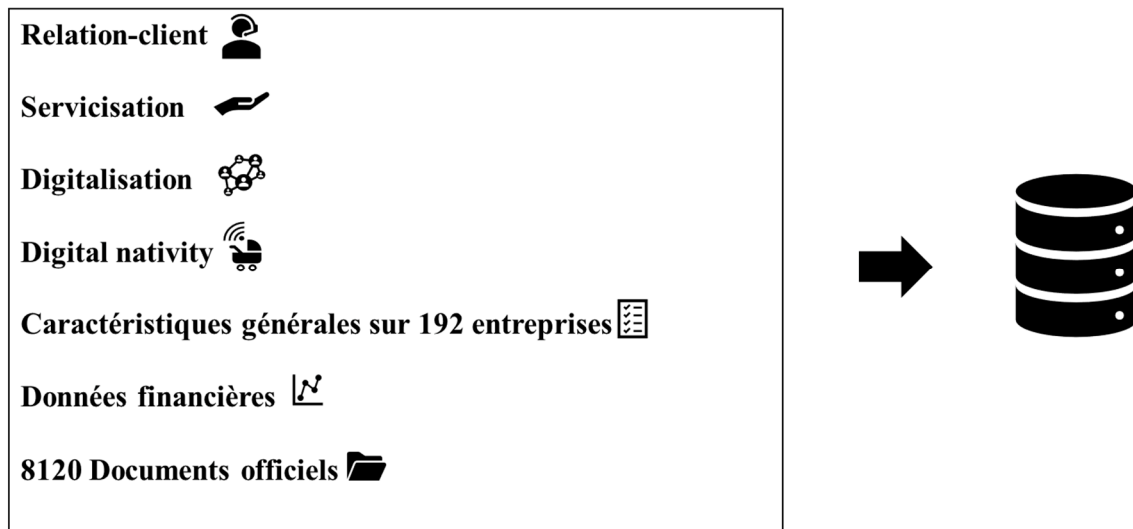 Relation-client
Servicisation
Digitalisation
Digital nativity
Caractéristiques générales sur 192 entreprises
Données financières
8120 Documents officiels